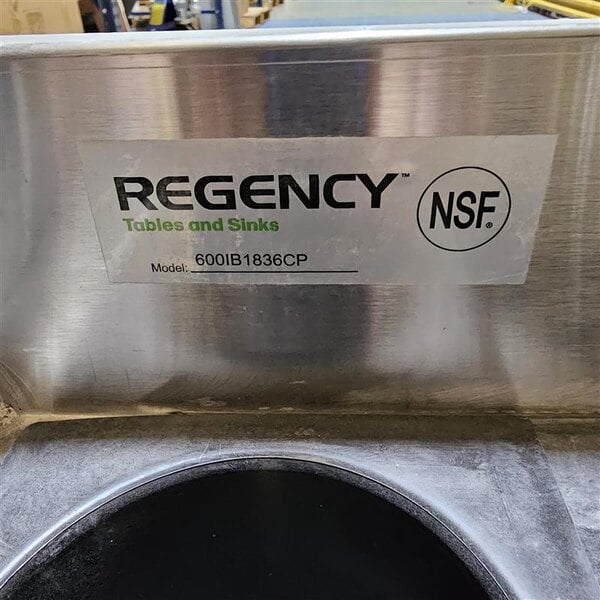 REGENCY™
Tables and Sinks
Model: 600IB1836CP
NSF®